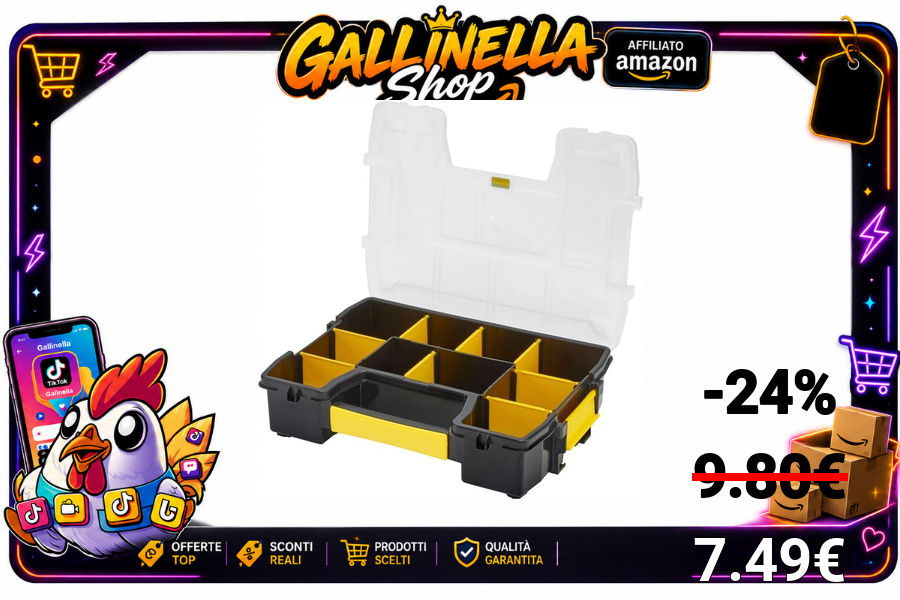 GALLINELLA
Shop
AFFILIATO
amazon
Gallinella
TikTok
Gallinella
-24%
9.80€
7.49€
OFFERTE
TOP
SCONTI
REALI
PRODOTTI
SCELTI
QUALITÀ
GARANTITA